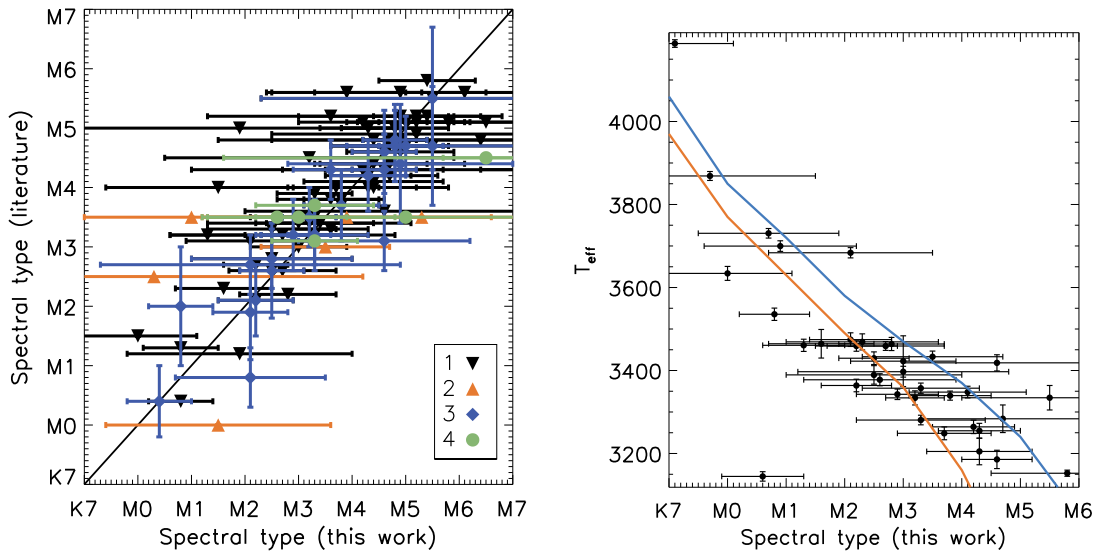 M7
M6
M5
M4
M3
M2
M1
M0
K7
Spectral type (literature)
K7 M0 M1 M2 M3 M4 M5 M6 M7
Spectral type (this work)
1
2
3
4
4000
3800
3600
3400
3200
T_eff
K7 M0 M1 M2 M3 M4 M5 M6
Spectral type (this work)